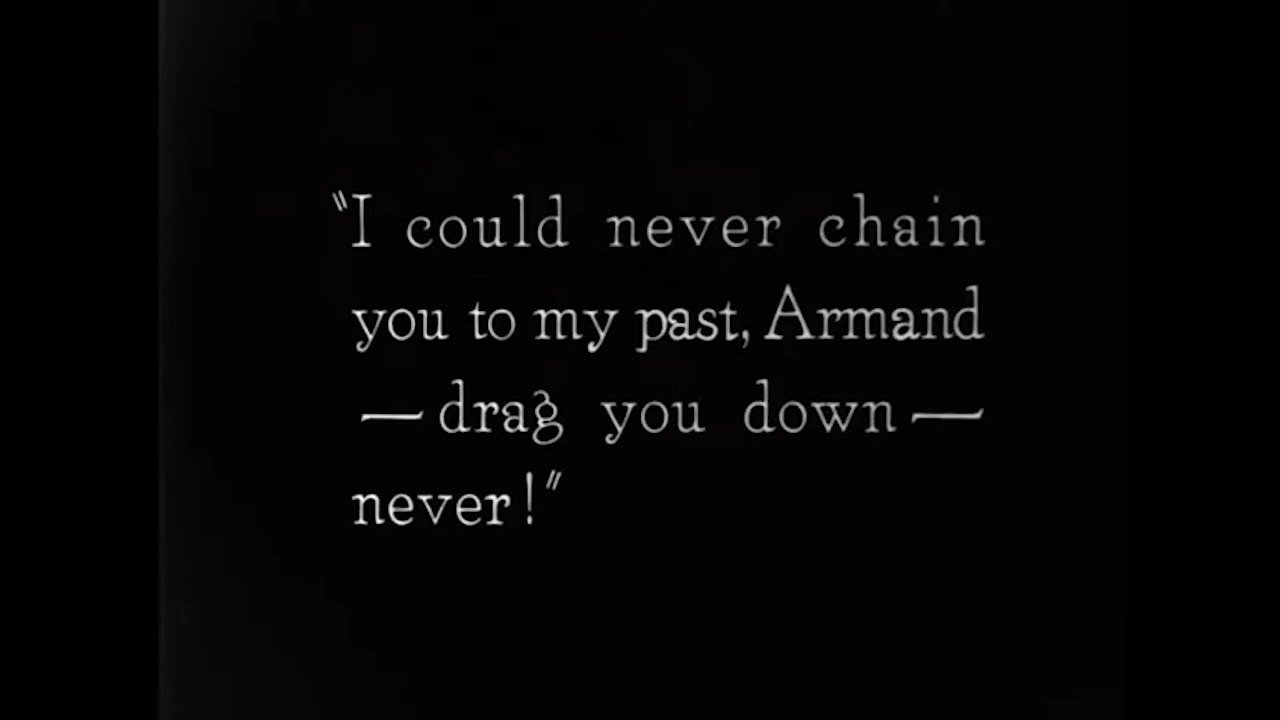 "I could never chain
you to my past, Armand
— drag you down —
never!"